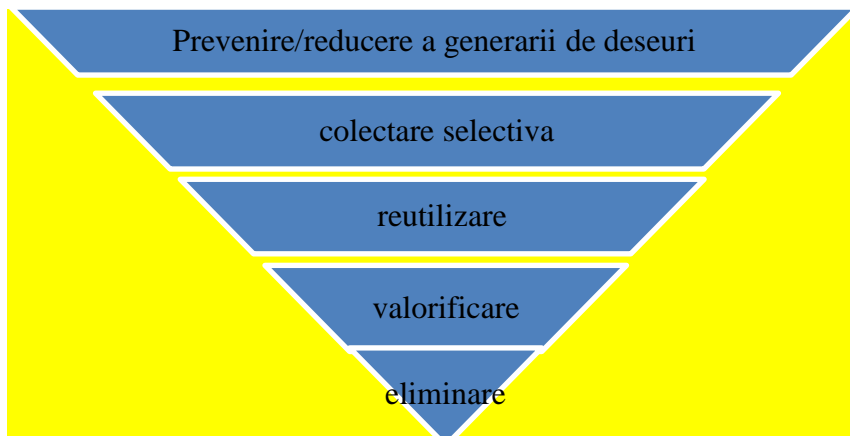 Prevenire/reducere a generarii de deseuri
colectare selectiva
reutilizare
valorificare
eliminare